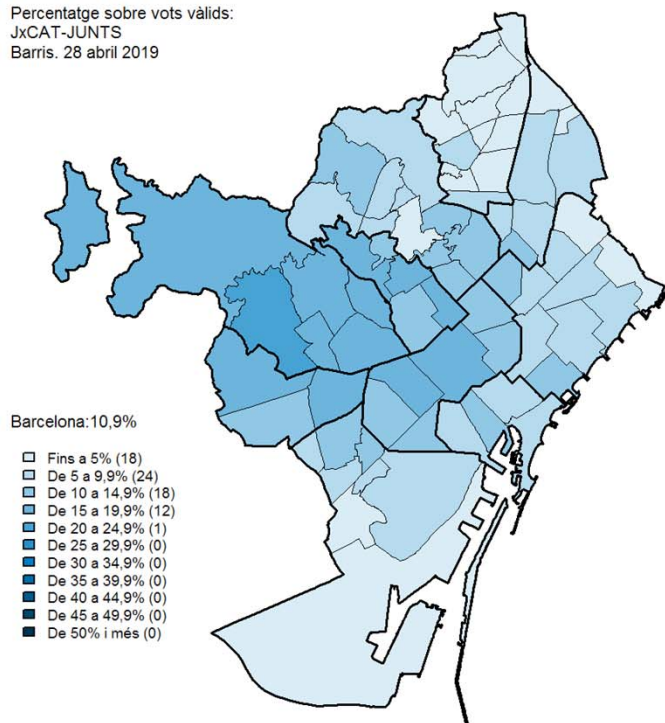 Percentatge sobre vots vàlids:
JxCAT-JUNTS
Barris. 28 abril 2019
Barcelona:10,9%
Fins a 5% (18)
De 5 a 9,9% (24)
De 10 a 14,9% (18)
De 15 a 19,9% (12)
De 20 a 24,9% (1)
De 25 a 29,9% (0)
De 30 a 34,9% (0)
De 35 a 39,9% (0)
De 40 a 44,9% (0)
De 45 a 49,9% (0)
De 50% i més (0)